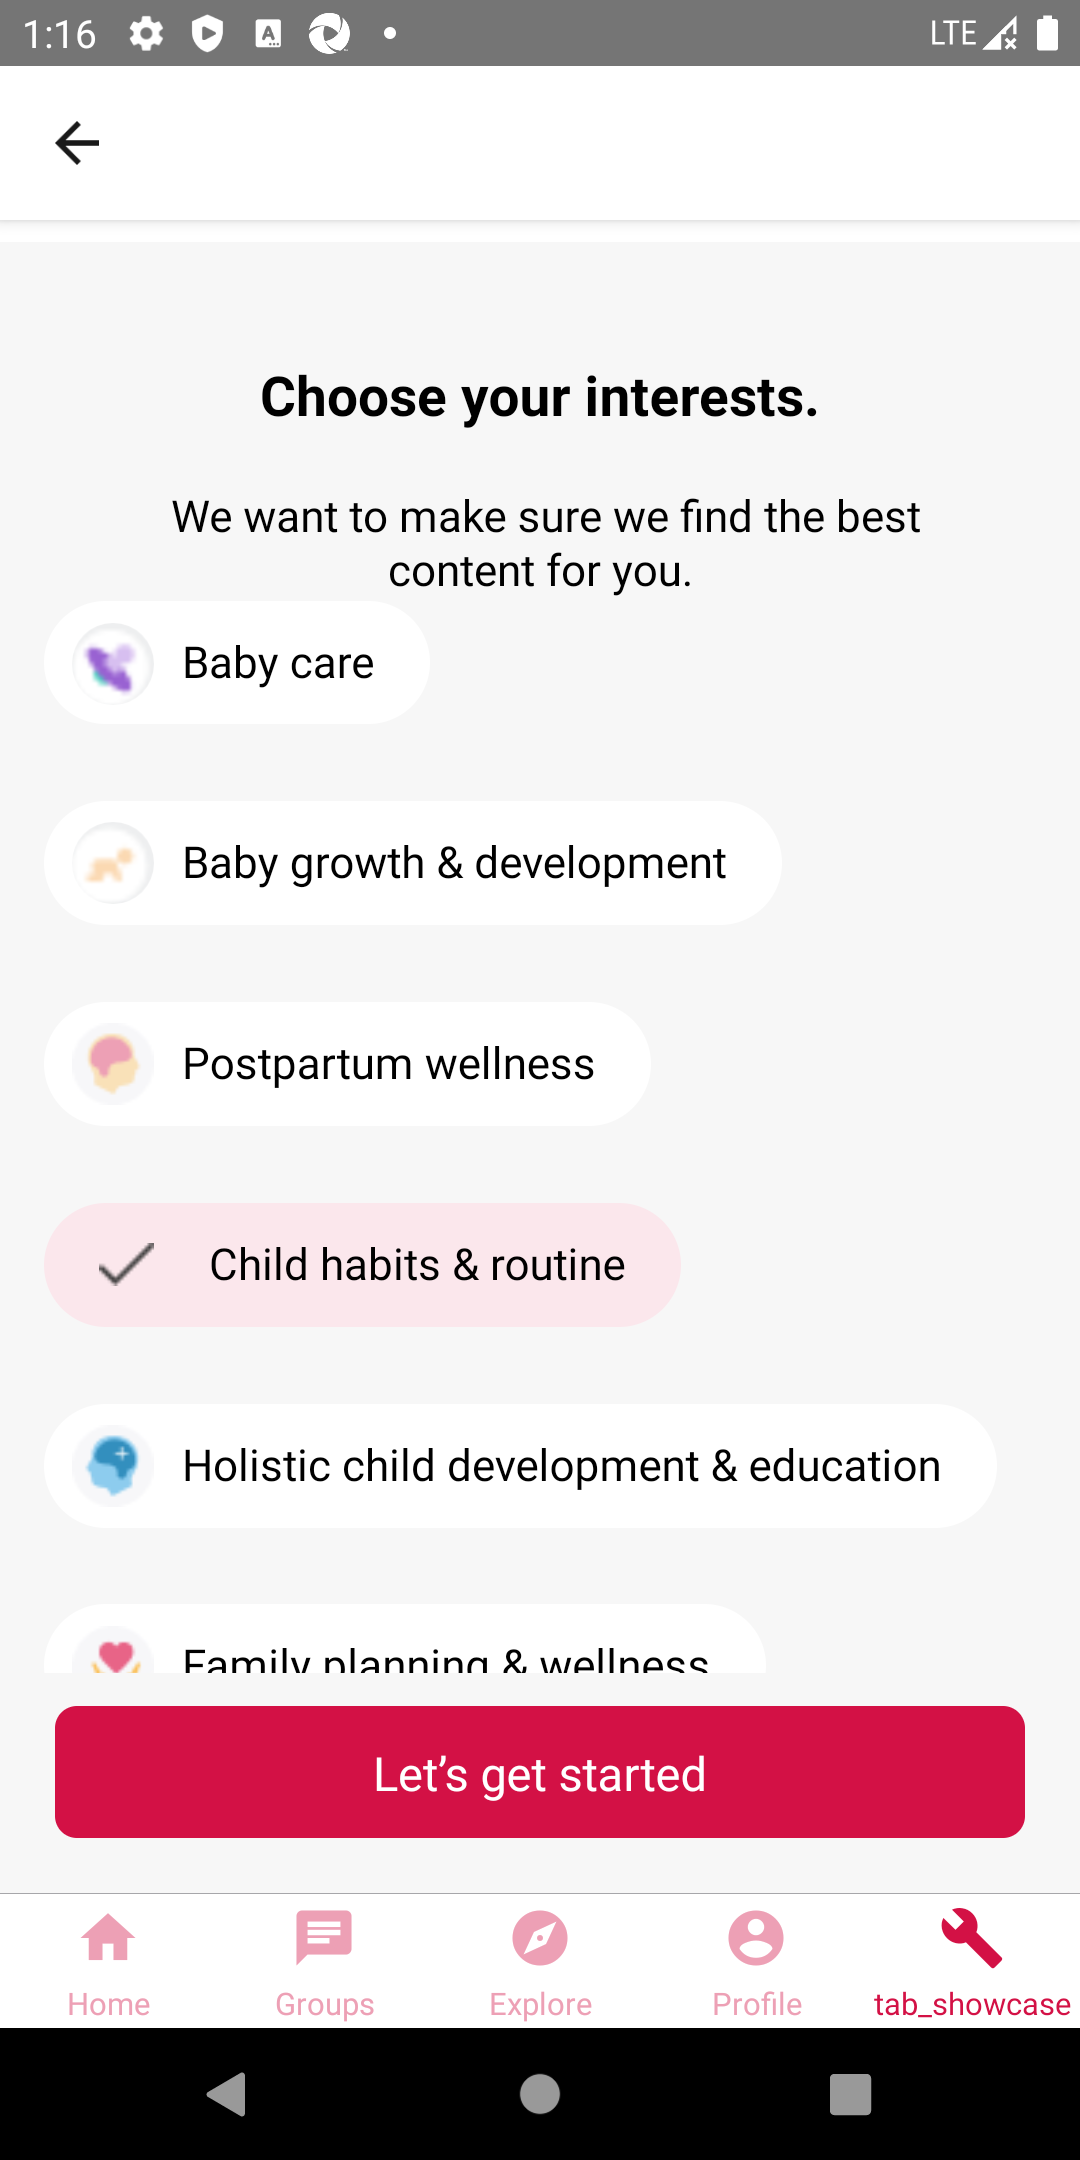 1:16
LTE
Choose your interests.
We want to make sure we find the best
content for you.
Baby care
Baby growth & development
Postpartum wellness
Child habits & routine
Holistic child development & education
Family planning & wellness
Let’s get started
Home
Groups
Explore
Profile
tab_showcase